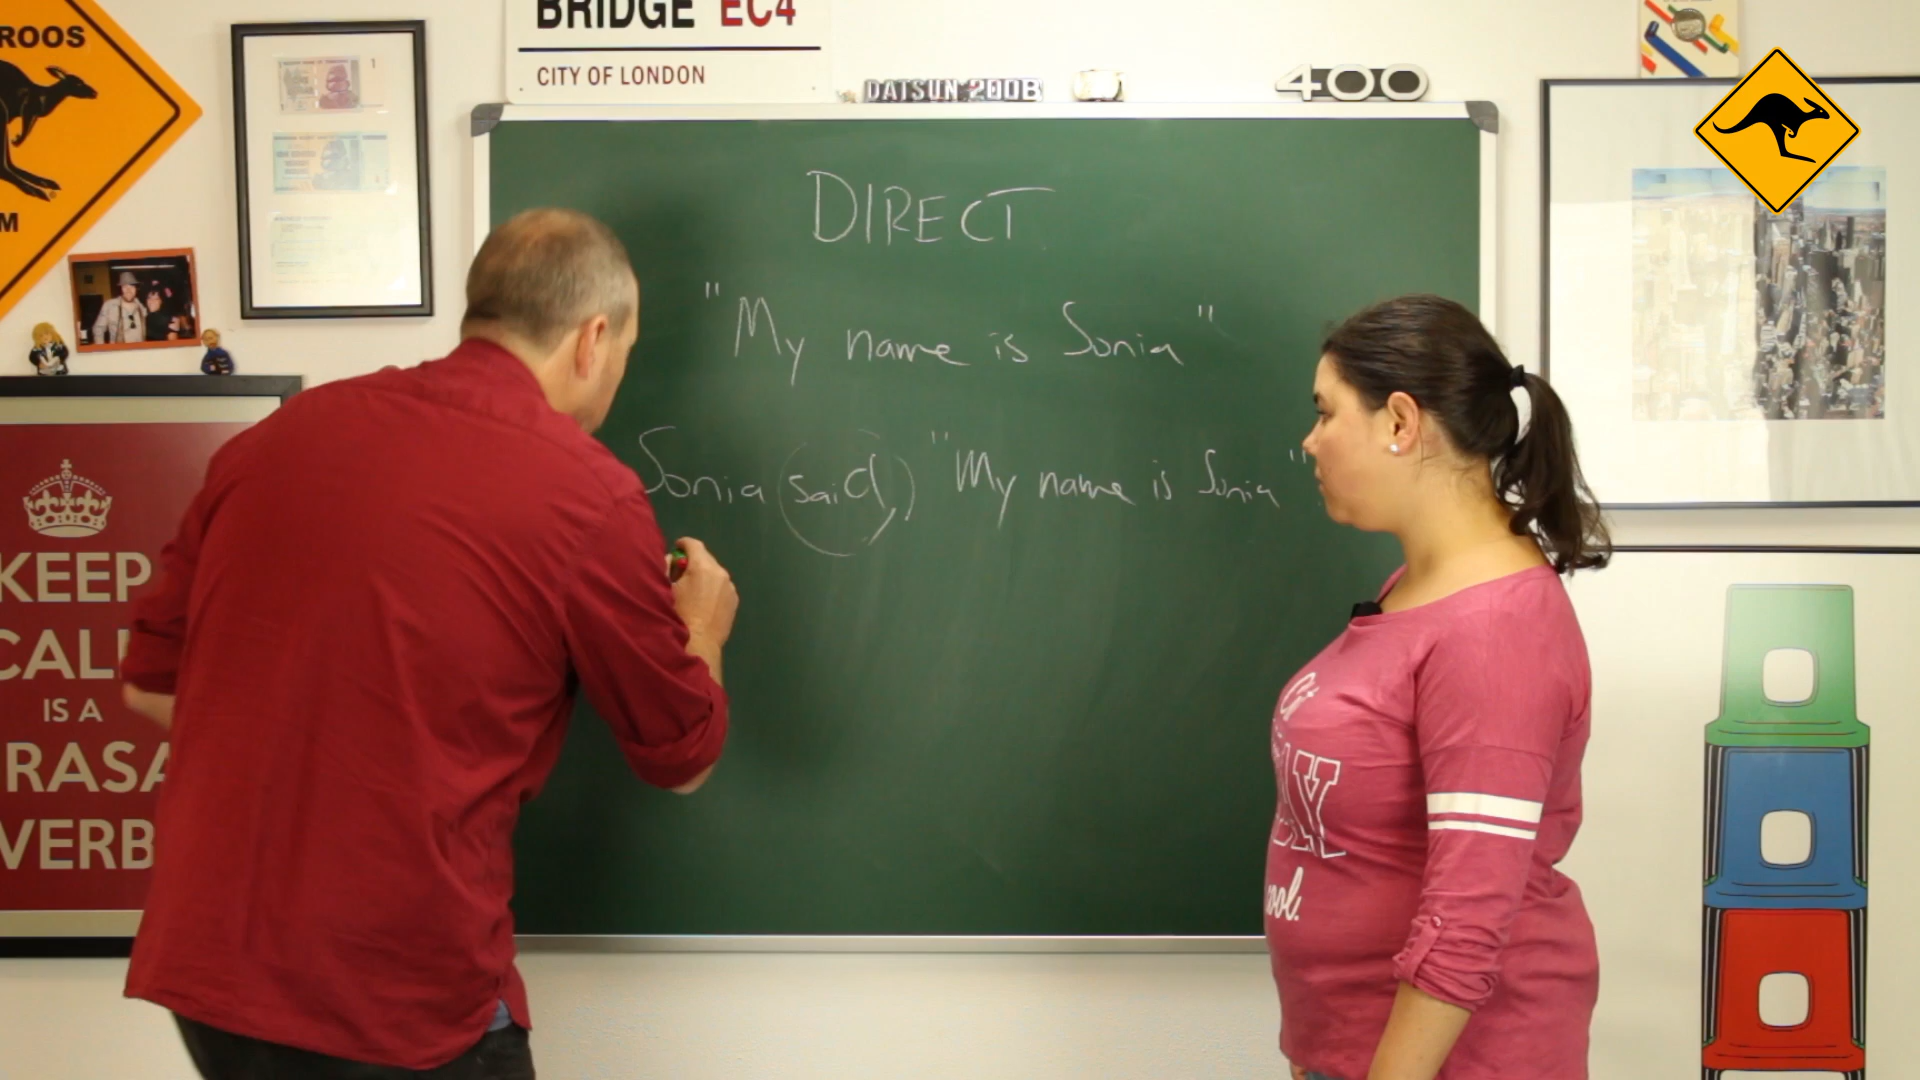 ROOS
M
BRIDGE EC4
CITY OF LONDON
DATSUN 200B
400
1
DIRECT
"My name is Sonia"
Sonia said, "My name is Sonia"
KEEP
CAL
IS A
RASA
VERB